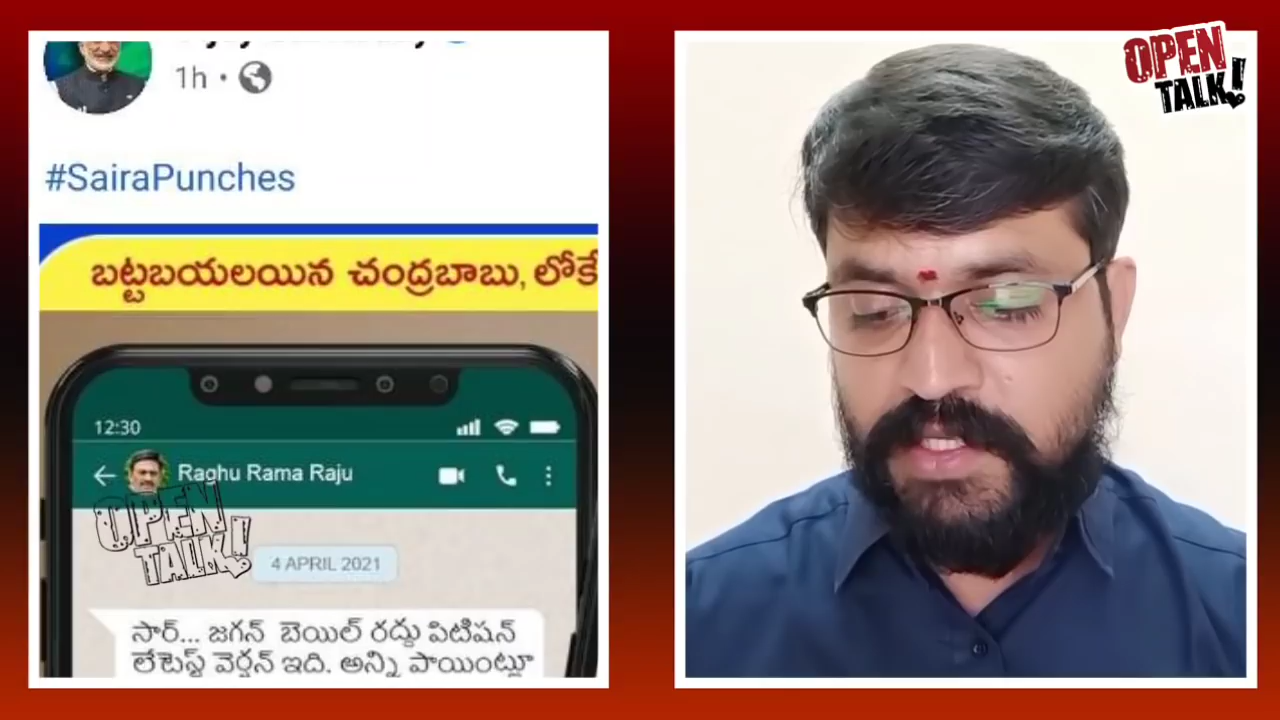 1h
#SairaPunches
బట్టబయలయిన చంద్రబాబు, లోకే
12:30
Raghu Rama Raju
OPEN
TALK!
4 APRIL 2021
సార్... జగన్ బెయిల్ రద్దు పిటిషన్
లేటెస్ట్ వెర్షన్ ఇది. అన్ని పాయింట్లూ
OPEN
TALK!